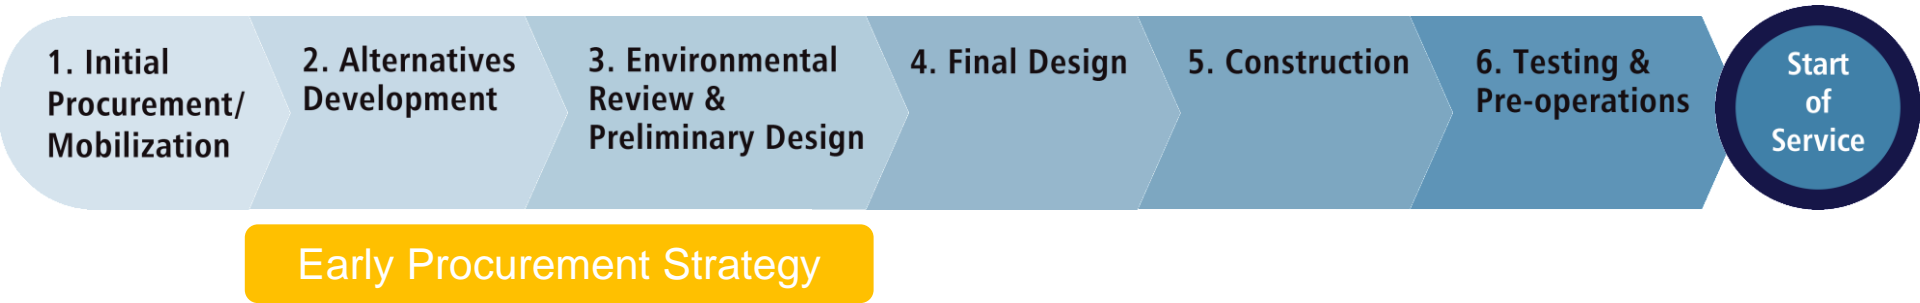 1. Initial
Procurement/
Mobilization
2. Alternatives
Development
3. Environmental
Review &
Preliminary Design
4. Final Design
5. Construction
6. Testing &
Pre-operations
Start
of
Service
Early Procurement Strategy